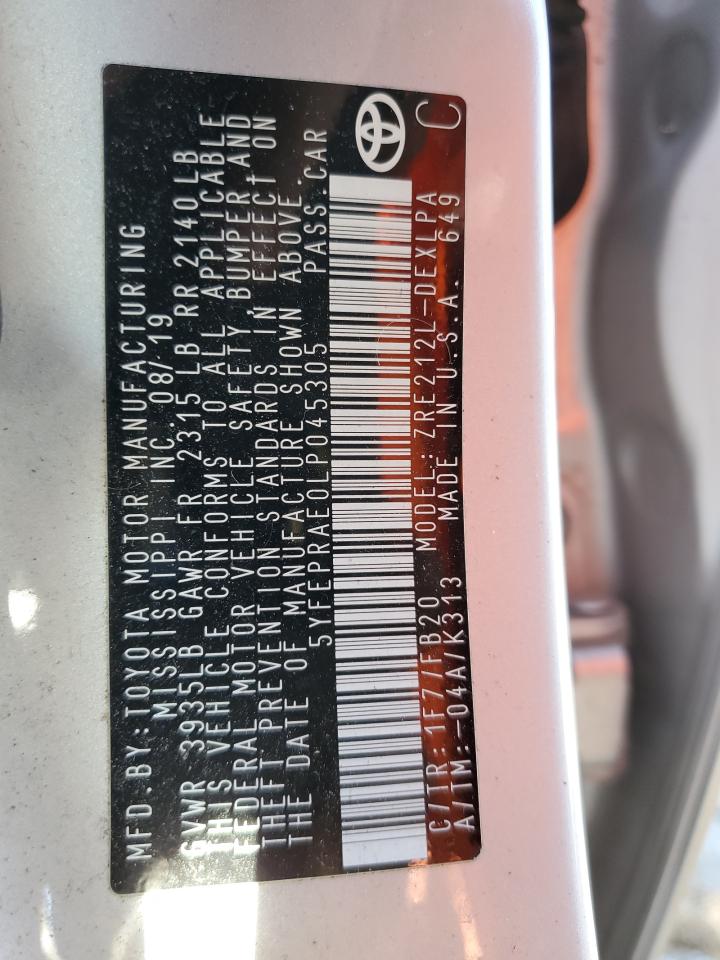 MFD.BY:TOYOTA MOTOR MANUFACTURING
MISSISSIPPI INC. 08/19
GVWR 3935LB GAWR FR 2315 LB RR 2140LB
THIS VEHICLE CONFORMS TO ALL APPLICABLE
FEDERAL MOTOR VEHICLE SAFETY,BUMPER,AND
THEFT PREVENTION STANDARDS IN EFFECT ON
THE DATE OF MANUFACTURE SHOWN ABOVE.
5YFEPRAE0LP045305 PASS.CAR
C/TR:1F7/FB20 MODEL:ZRE212L-DEXLPA
A/TM:-04A/K313 MADE IN U.S.A. 649
C